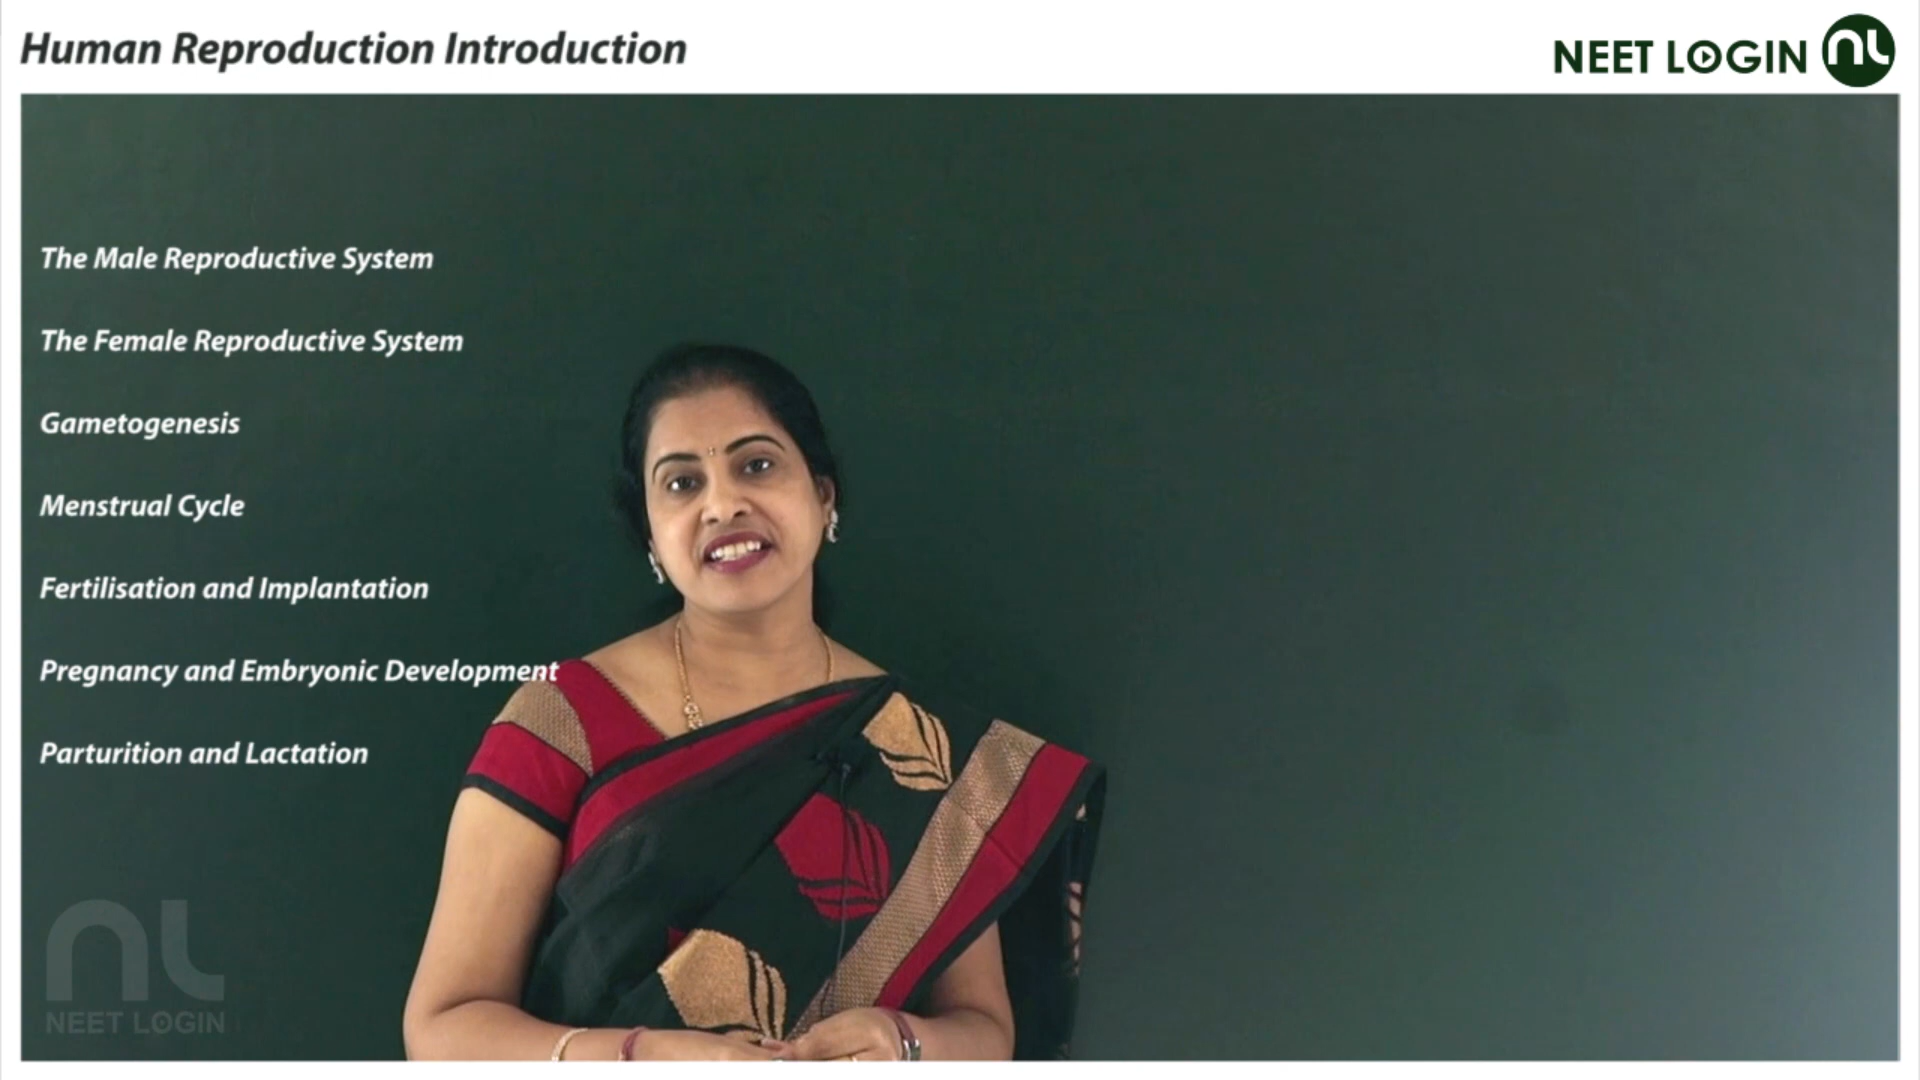 Human Reproduction Introduction
NEET LOGIN
The Male Reproductive System
The Female Reproductive System
Gametogenesis
Menstrual Cycle
Fertilisation and Implantation
Pregnancy and Embryonic Development
Parturition and Lactation
NEET LOGIN